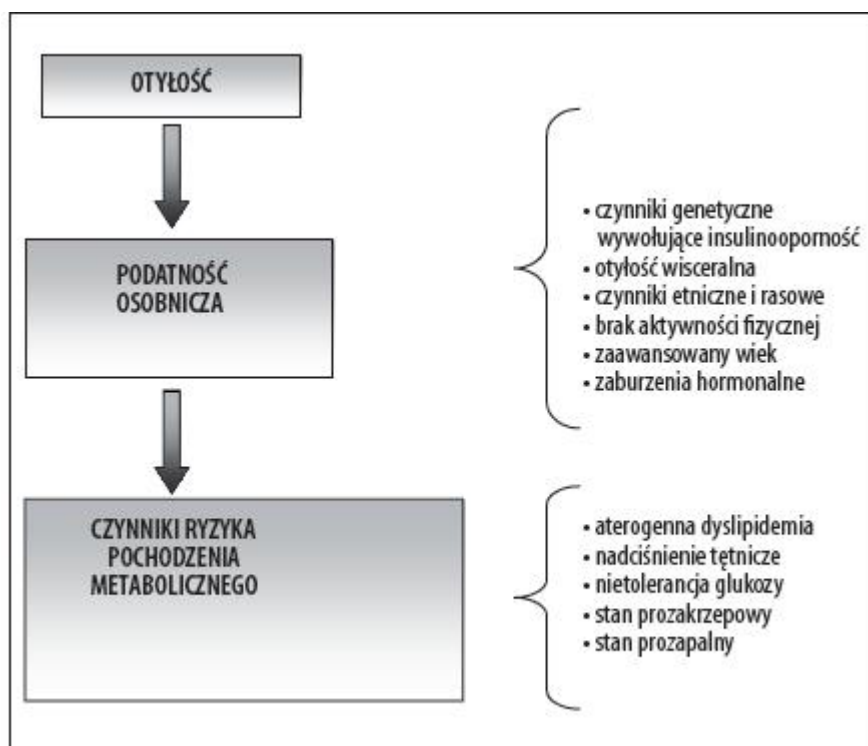 OTYŁOŚĆ
PODATNOŚĆ
OSOBNICZA
• czynniki genetyczne
wywołujące insulinooporność
• otyłość wisceralna
• czynniki etniczne i rasowe
• brak aktywności fizycznej
• zaawansowany wiek
• zaburzenia hormonalne
CZYNNIKI RYZYKA
POCHODZENIA
METABOLICZNEGO
• aterogenna dyslipidemia
• nadciśnienie tętnicze
• nietolerancja glukozy
• stan prozakrzepowy
• stan prozapalny